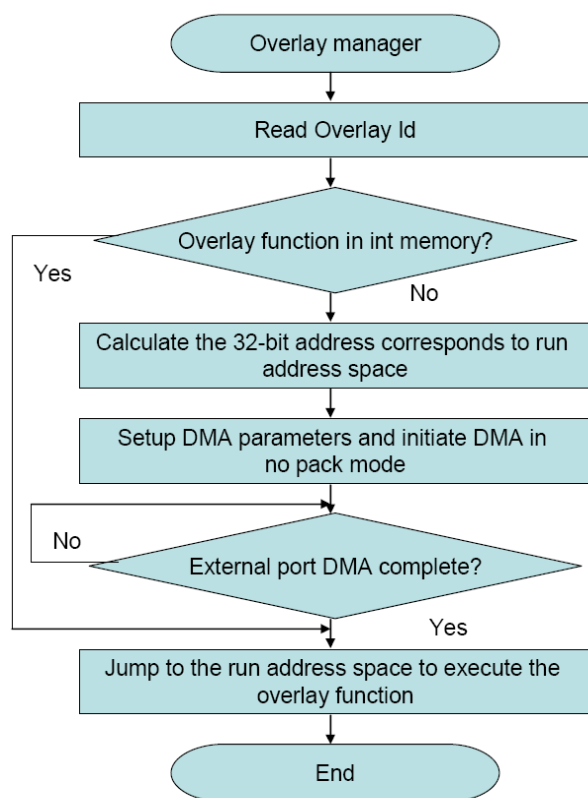 Overlay manager
Read Overlay Id
Overlay function in int memory?
Yes
No
Calculate the 32-bit address corresponds to run
address space
Setup DMA parameters and initiate DMA in
no pack mode
No
External port DMA complete?
Yes
Jump to the run address space to execute the
overlay function
End